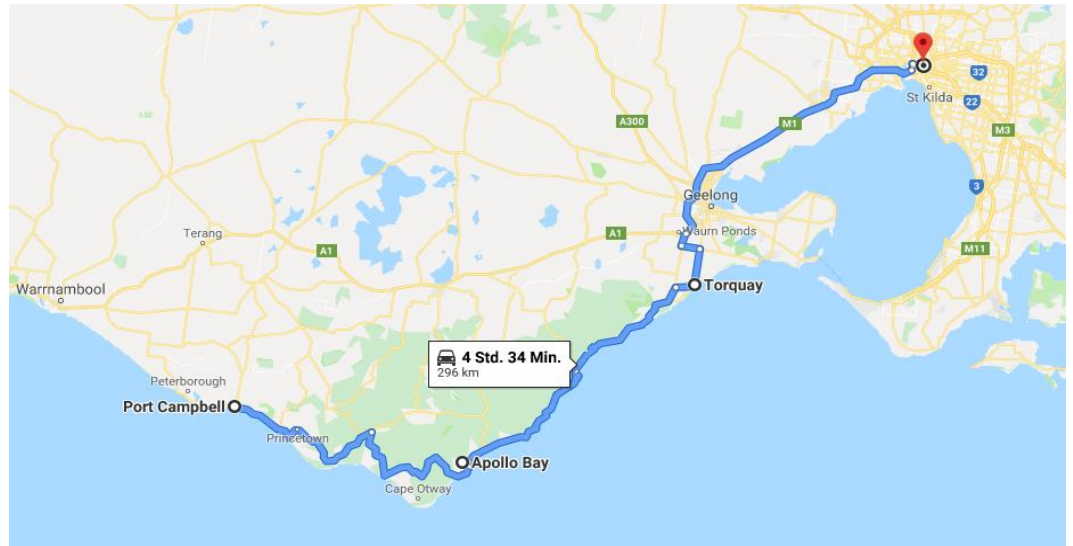 32
St Kilda
22
A300
M1
M3
3
Geelong
Terang
A1
A1
Waurn Ponds
M11
Warrnambool
Torquay
4 Std. 34 Min.
296 km
Peterborough
Port Campbell
Princetown
Apollo Bay
Cape Otway